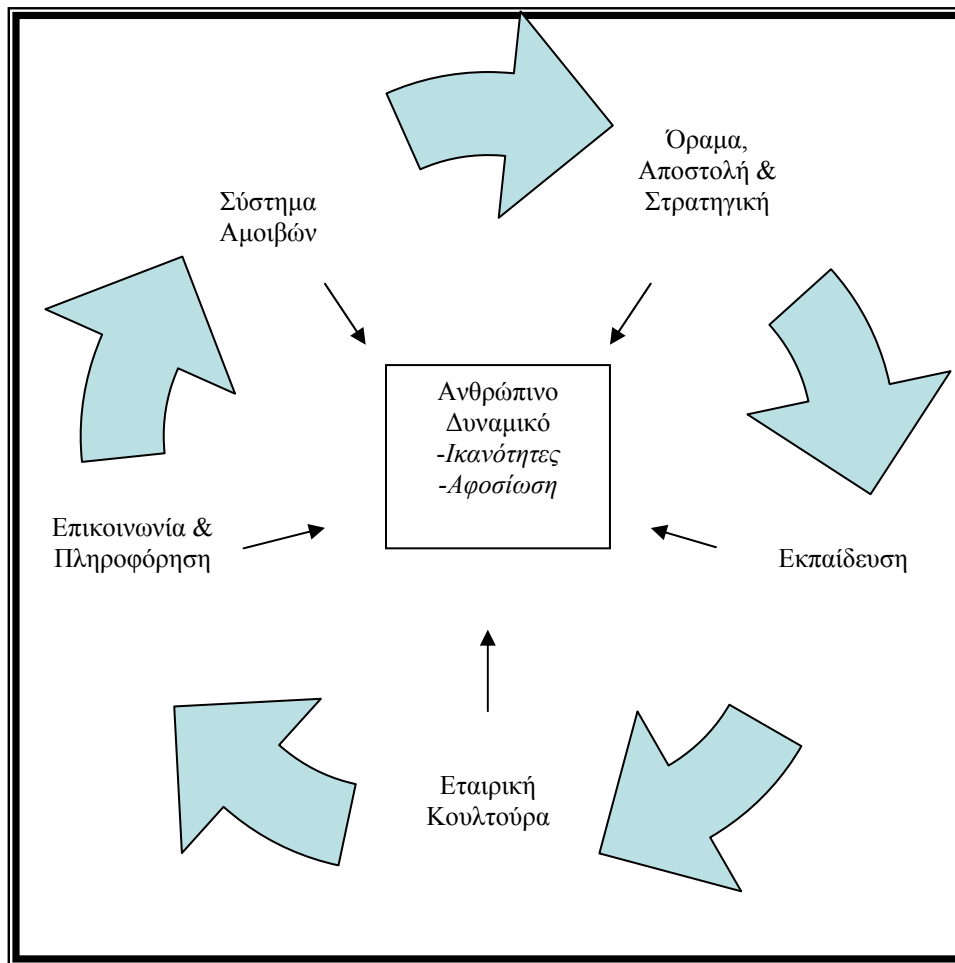 Όραμα,
Αποστολή &
Στρατηγική
Σύστημα
Αμοιβών
Ανθρώπινο
Δυναμικό
-Ικανότητες
-Αφοσίωση
Επικοινωνία &
Πληροφόρηση
Εκπαίδευση
Εταιρική
Κουλτούρα